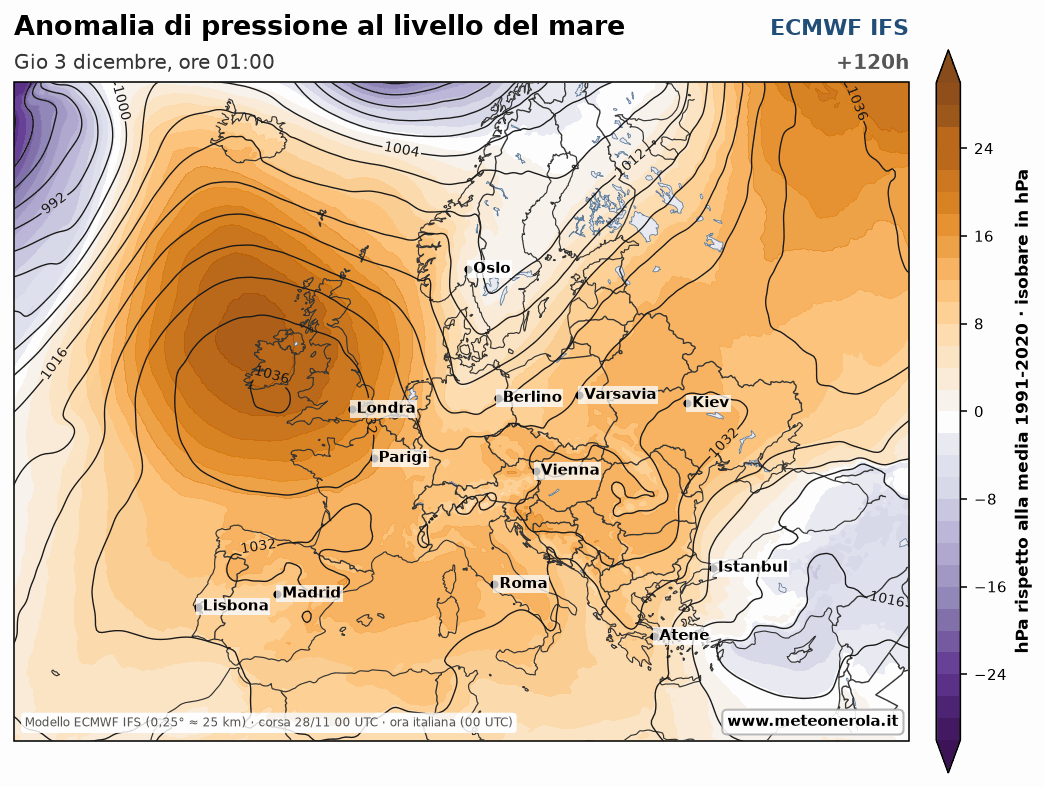 Anomalia di pressione al livello del mare
ECMWF IFS
Gio 3 dicembre, ore 01:00
+120h
1000
1036
1004
1012
992
Oslo
1016
1036
Londra
Berlino
Varsavia
Kiev
1032
Parigi
Vienna
1032
Istanbul
Madrid
Roma
Lisbona
1016
Atene
Modello ECMWF IFS (0,25° ≈ 25 km) · corsa 28/11 00 UTC · ora italiana (00 UTC)
www.meteonerola.it
24
16
8
0
−8
−16
−24
hPa rispetto alla media 1991-2020 · isobare in hPa